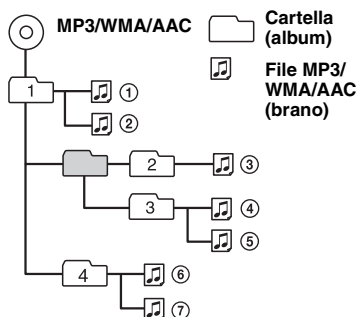 MP3/WMA/AAC
Cartella
(album)
File MP3/
WMA/AAC
(brano)
1
①
②
2
③
3
④
⑤
4
⑥
⑦